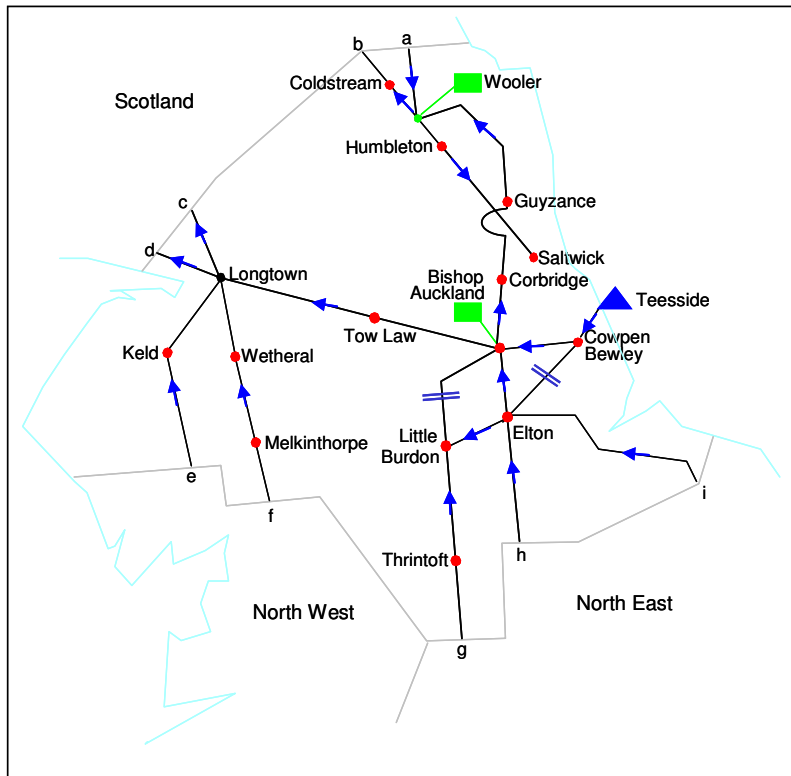 b
a
Coldstream
Wooler
Scotland
Humbleton
Guyzance
c
d
Saltwick
Longtown
Bishop
Auckland
Corbridge
Teesside
Tow Law
Cowpen
Bewley
Keld
Wetheral
Little
Burdon
Elton
Melkinthorpe
e
f
i
h
Thrintoft
North West
North East
g